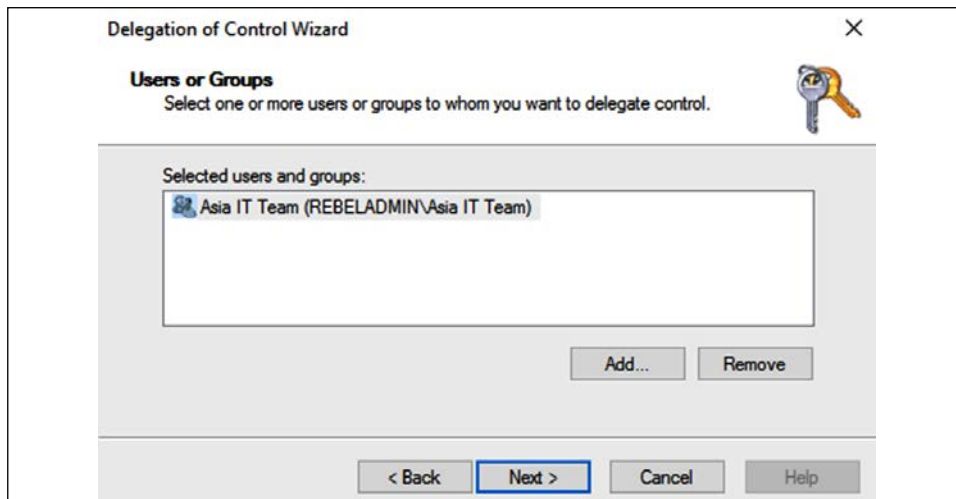 Delegation of Control Wizard
Users or Groups
Select one or more users or groups to whom you want to delegate control.
Selected users and groups:
Asia IT Team (REBELADMIN\Asia IT Team)
Add... Remove
< Back Next > Cancel Help